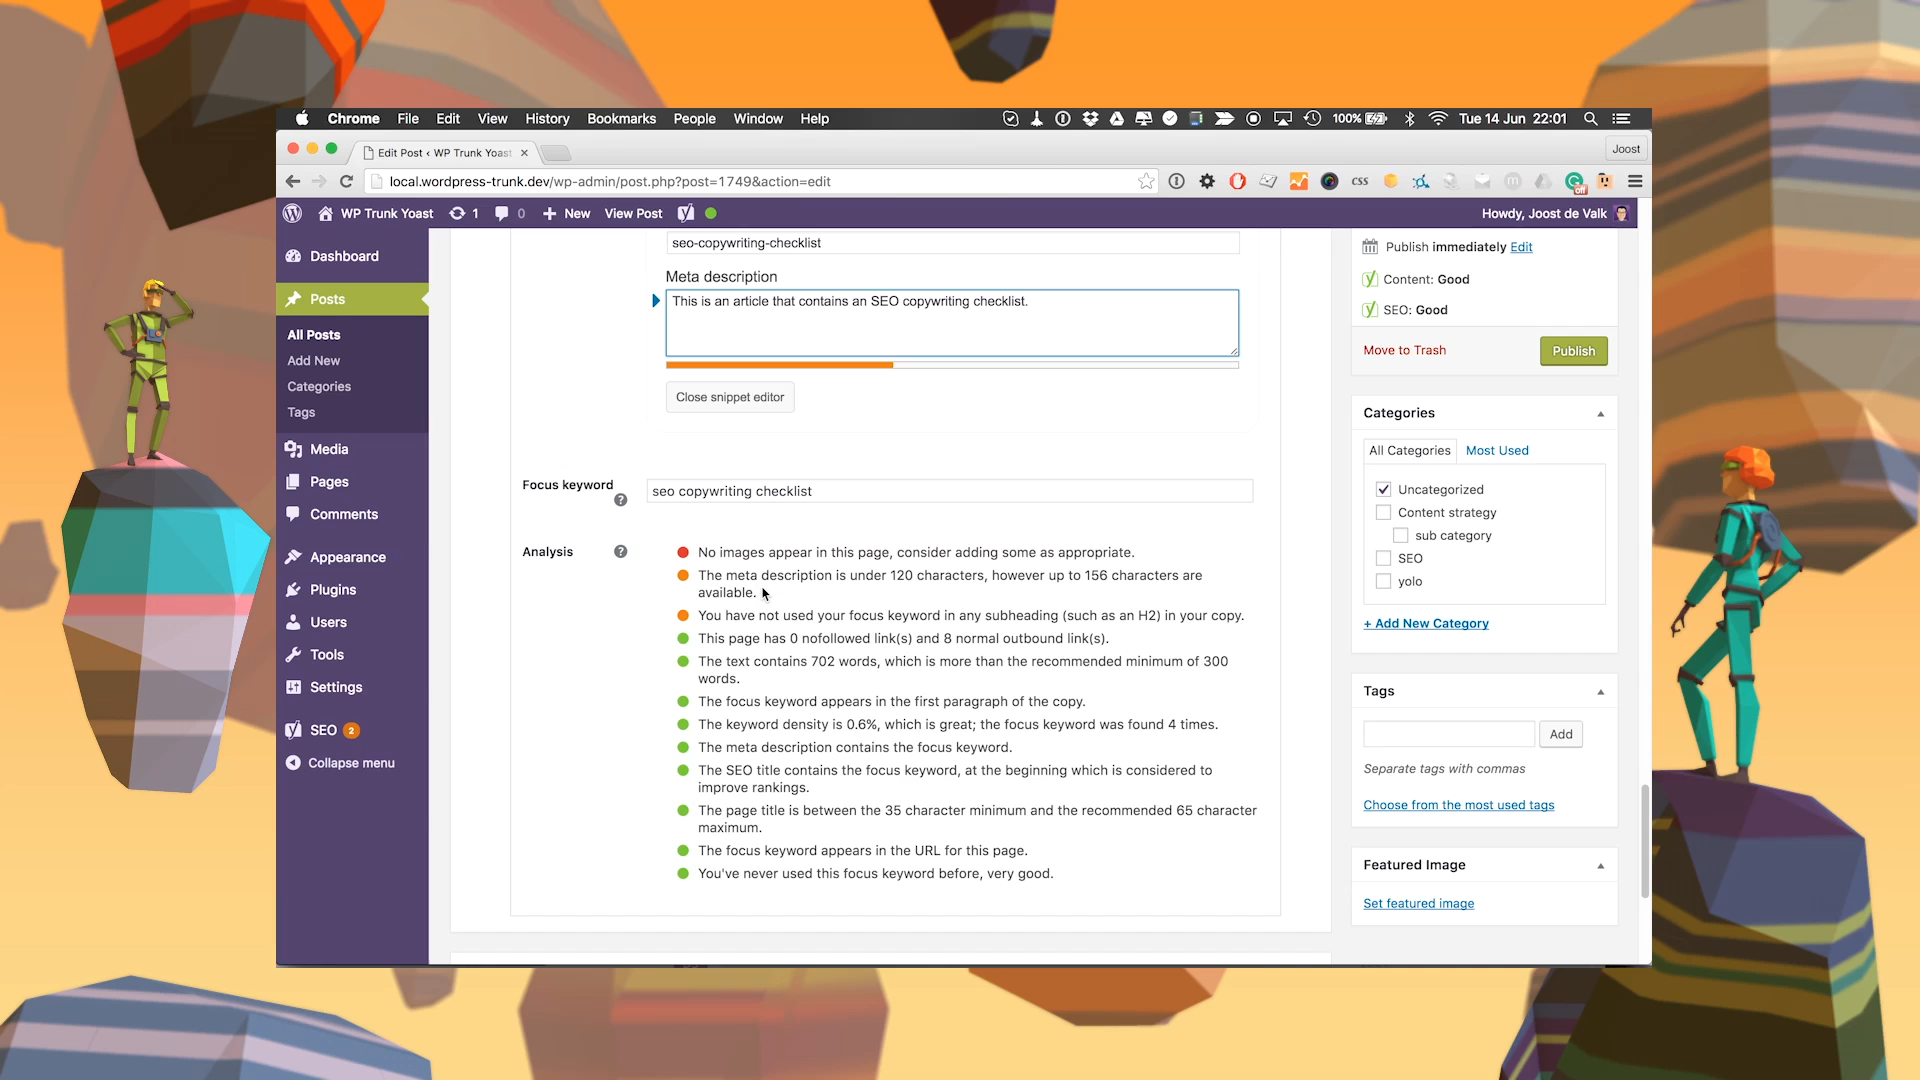 Chrome File Edit View History Bookmarks People Window Help 100% Tue 14 Jun 22:01
Edit Post ‹ WP Trunk Yoast Joost
local.wordpress-trunk.dev/wp-admin/post.php?post=1749&action=edit css off
WP Trunk Yoast 1 0 New View Post Howdy, Joost de Valk
Dashboard
Posts
All Posts
Add New
Categories
Tags
Media
Pages
Comments
Appearance
Plugins
Users
Tools
Settings
SEO 2
Collapse menu
seo-copywriting-checklist
Meta description
This is an article that contains an SEO copywriting checklist.
Close snippet editor
Focus keyword ? seo copywriting checklist
Analysis ?
No images appear in this page, consider adding some as appropriate.
The meta description is under 120 characters, however up to 156 characters are
available.
You have not used your focus keyword in any subheading (such as an H2) in your copy.
This page has 0 nofollowed link(s) and 8 normal outbound link(s).
The text contains 702 words, which is more than the recommended minimum of 300
words.
The focus keyword appears in the first paragraph of the copy.
The keyword density is 0.6%, which is great; the focus keyword was found 4 times.
The meta description contains the focus keyword.
The SEO title contains the focus keyword, at the beginning which is considered to
improve rankings.
The page title is between the 35 character minimum and the recommended 65 character
maximum.
The focus keyword appears in the URL for this page.
You've never used this focus keyword before, very good.
Publish immediately Edit
Content: Good
SEO: Good
Move to Trash Publish
Categories
All Categories Most Used
Uncategorized
Content strategy
sub category
SEO
yolo
+ Add New Category
Tags
Add
Separate tags with commas
Choose from the most used tags
Featured Image
Set featured image